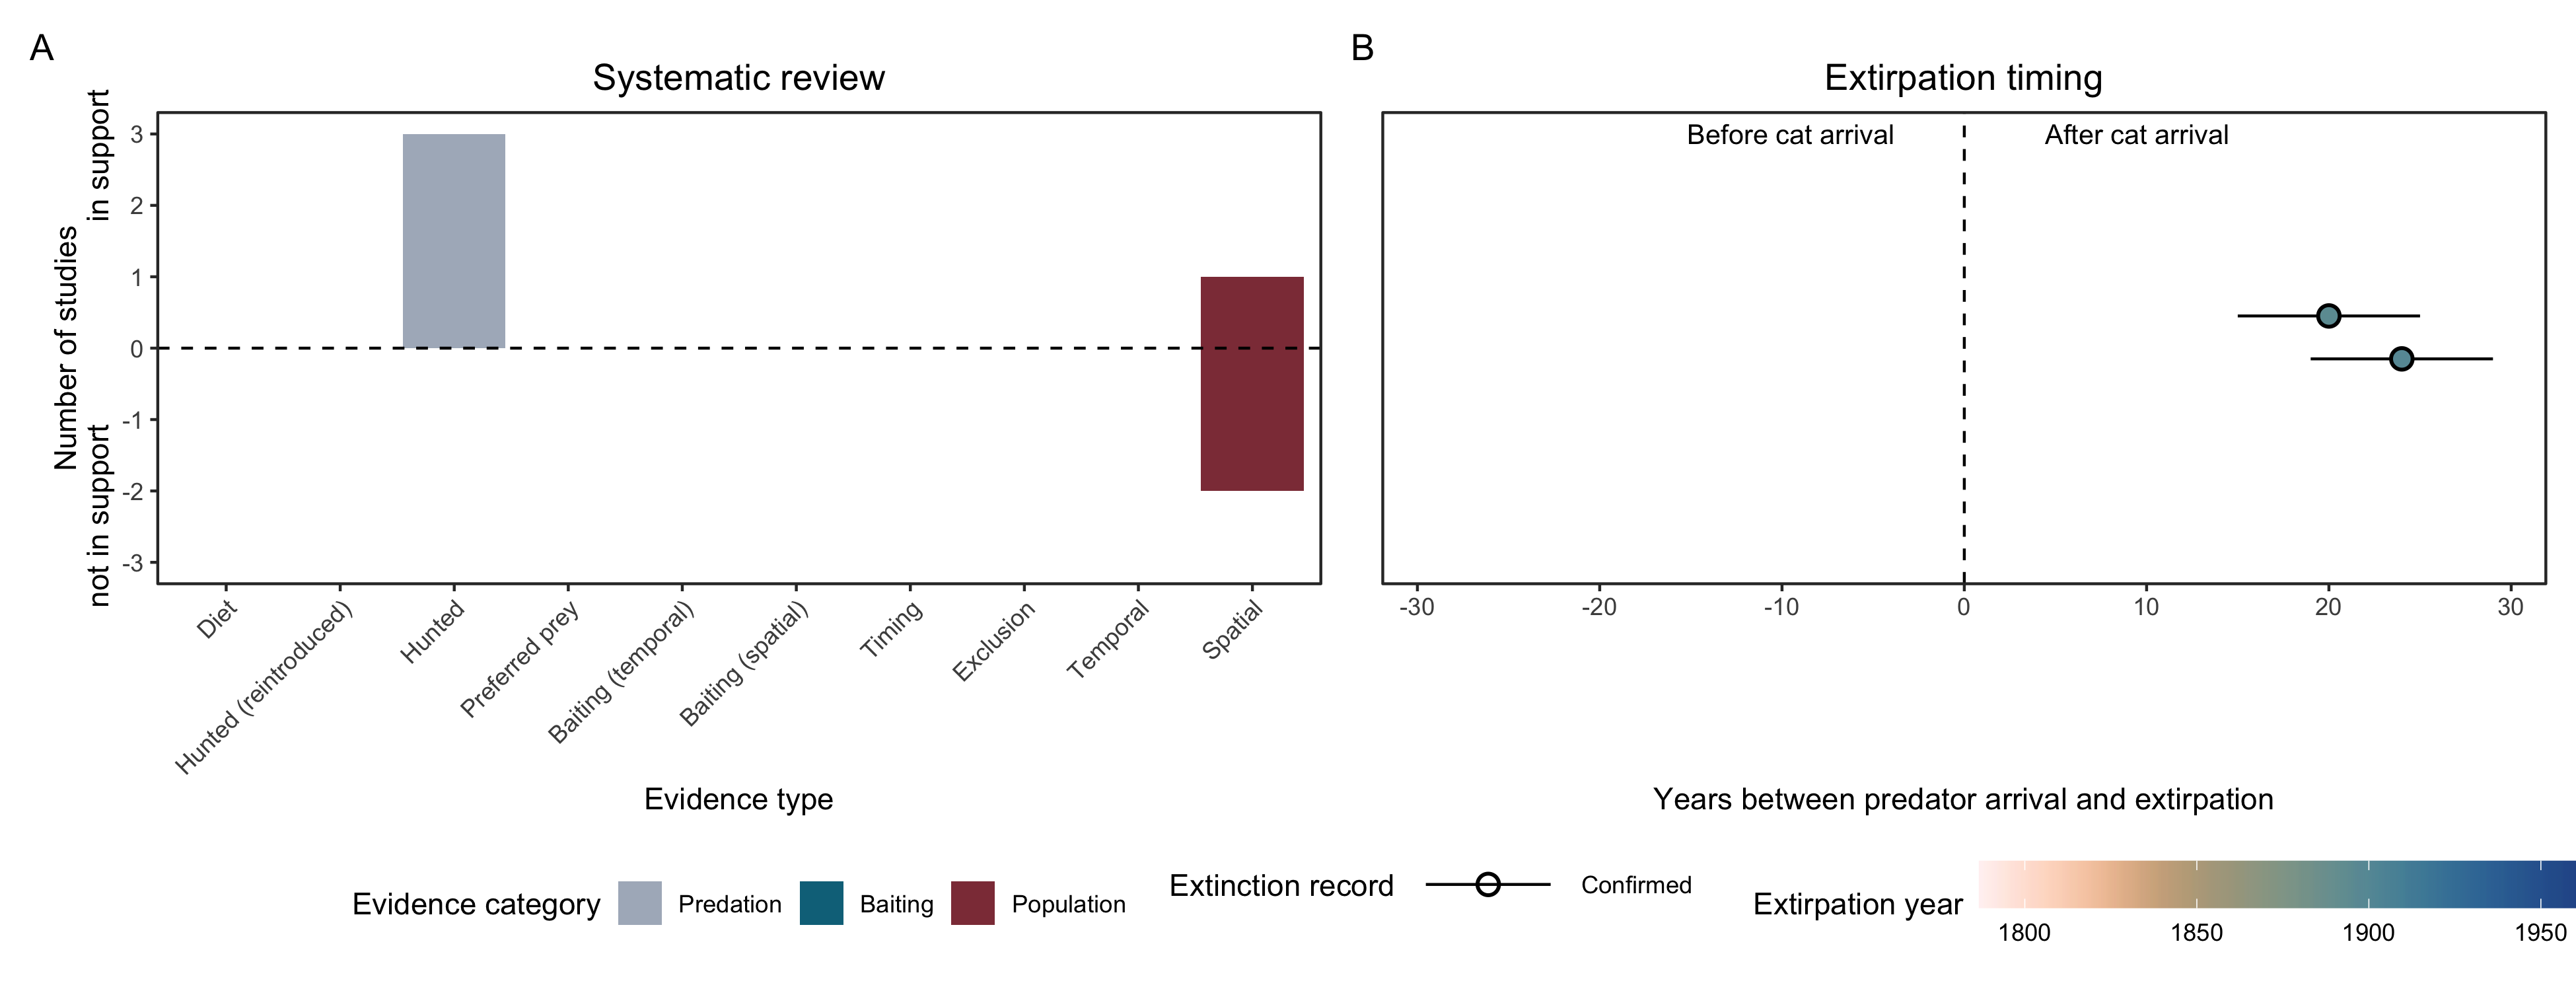 A
Systematic review
in support
Number of studies
not in support
3
2
1
0
-1
-2
-3
Diet
Hunted (reintroduced)
Hunted
Preferred prey
Baiting (temporal)
Baiting (spatial)
Timing
Exclusion
Temporal
Spatial
Evidence type
B
Extirpation timing
Before cat arrival
After cat arrival
-30
-20
-10
0
10
20
30
Years between predator arrival and extirpation
Evidence category
Predation
Baiting
Population
Extinction record
Confirmed
Extirpation year
1800
1850
1900
1950